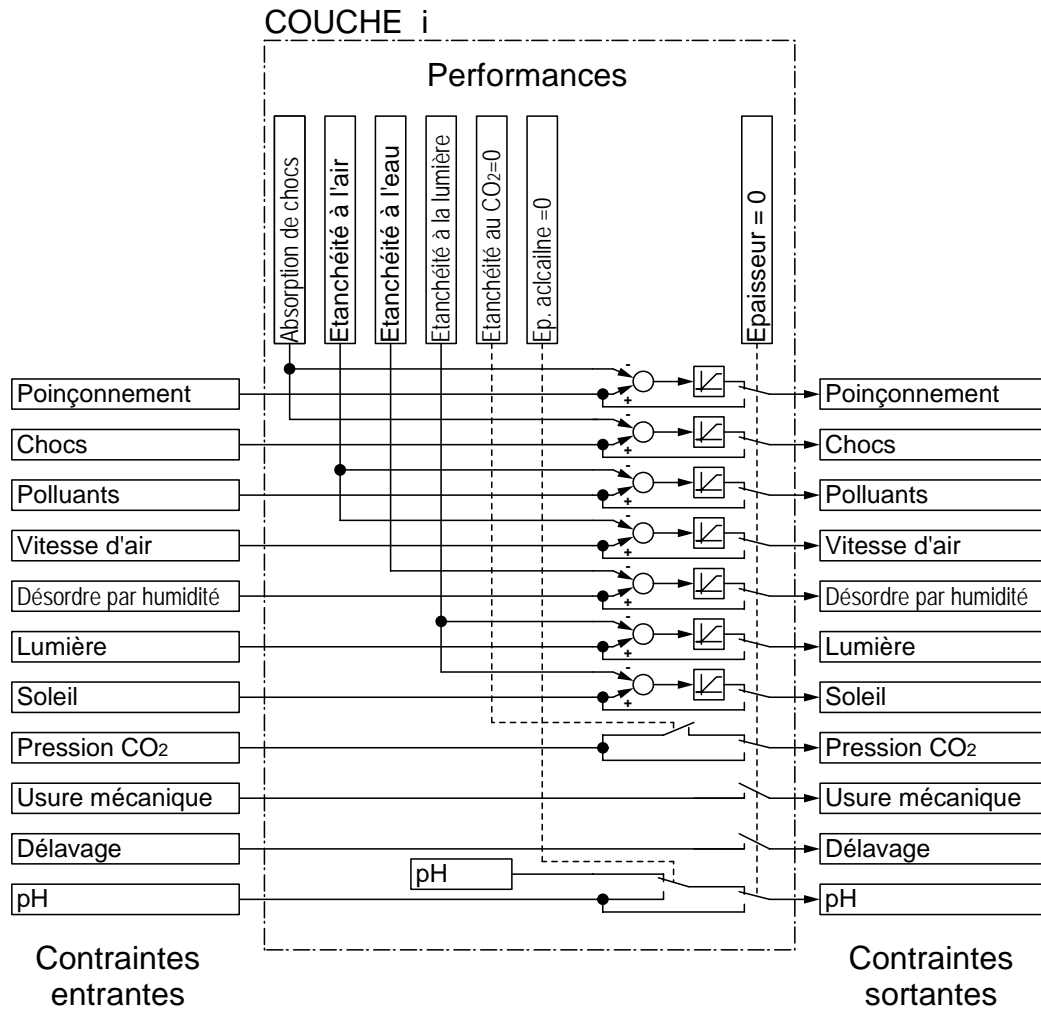 COUCHE i
Performances
Absorption de chocs
Etanchéité à l'air
Etanchéité à l'eau
Etanchéité à la lumière
Etanchéité au CO2=0
Ep. aclcailne =0
Epaisseur = 0
Poinçonnement
-
+
Poinçonnement
Chocs
-
+
Chocs
Polluants
-
+
Polluants
Vitesse d'air
-
+
Vitesse d'air
Désordre par humidité
-
+
Désordre par humidité
Lumière
-
+
Lumière
Soleil
-
+
Soleil
Pression CO2
Pression CO2
Usure mécanique
Usure mécanique
Délavage
Délavage
pH
pH
pH
Contraintes
entrantes
Contraintes
sortantes